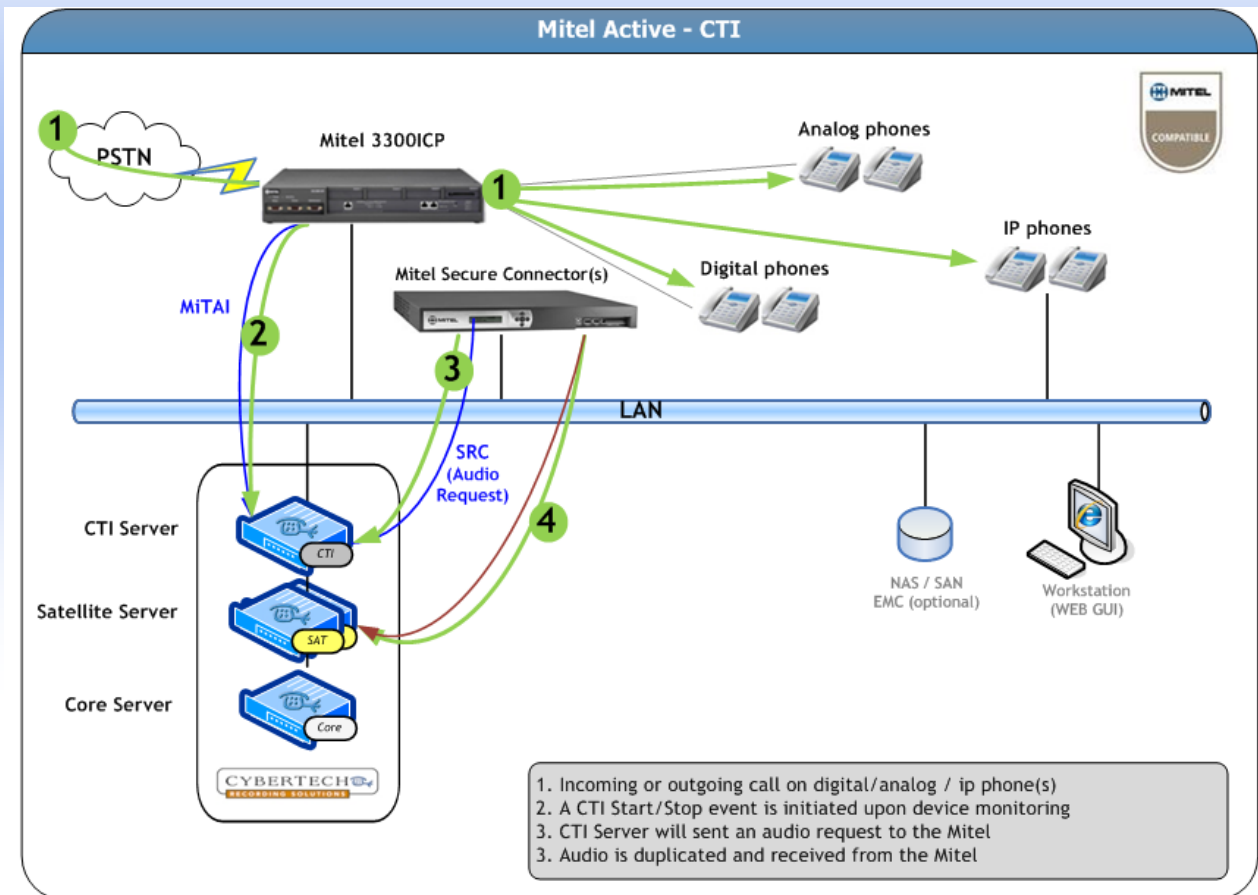 Mitel Active - CTI
MITEL
COMPATIBLE
1
PSTN
Mitel 3300ICP
1
Analog phones
IP phones
Digital phones
Mitel Secure Connector(s)
MITEL
MiTAI
2
3
LAN
SRC
(Audio
Request)
4
CTI Server
CTI
Satellite Server
SAT
Core Server
Core
NAS / SAN
EMC (optional)
Workstation
(WEB GUI)
CYBERTECH
RECORDING SOLUTIONS
1. Incoming or outgoing call on digital/analog / ip phone(s)
2. A CTI Start/Stop event is initiated upon device monitoring
3. CTI Server will sent an audio request to the Mitel
3. Audio is duplicated and received from the Mitel